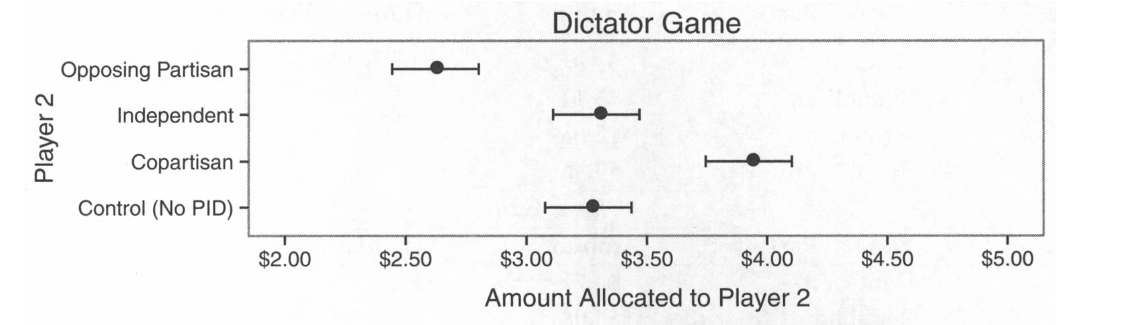 Dictator Game
Player 2
Opposing Partisan
Independent
Copartisan
Control (No PID)
$2.00 $2.50 $3.00 $3.50 $4.00 $4.50 $5.00
Amount Allocated to Player 2